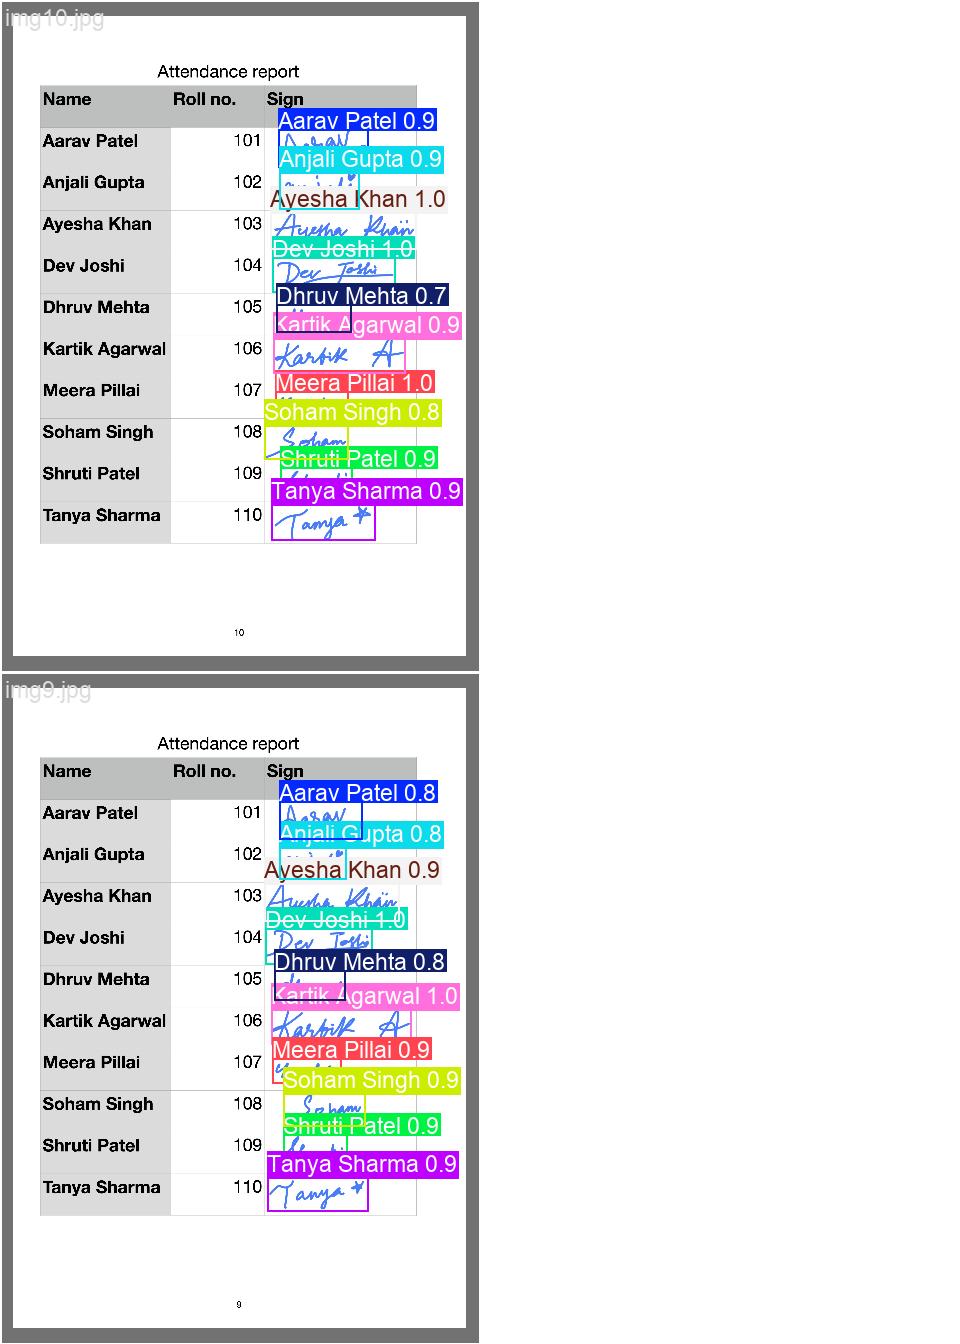 img10.jpg
Attendance report
Name Roll no. Sign
Aarav Patel 0.9
Aarav Patel 101 Aarav
Anjali Gupta 0.9
Anjali Gupta 102
Ayesha Khan 1.0
Ayesha Khan 103 Ayesha Khan
Dev Joshi 1.0
Dev Joshi 104 Dev Joshi
Dhruv Mehta 0.7
Dhruv Mehta 105
Kartik Agarwal 0.9
Kartik Agarwal 106 Kartik A
Meera Pillai 1.0
Meera Pillai 107
Soham Singh 0.8
Soham Singh 108 Soham
Shruti Patel 0.9
Shruti Patel 109
Tanya Sharma 0.9
Tanya Sharma 110 Tanya
10
img9.jpg
Attendance report
Name Roll no. Sign
Aarav Patel 0.8
Aarav Patel 101 Aarav
Anjali Gupta 0.8
Anjali Gupta 102
Ayesha Khan 0.9
Ayesha Khan 103 Ayesha Khan
Dev Joshi 1.0
Dev Joshi 104 Dev Joshi
Dhruv Mehta 0.8
Dhruv Mehta 105
Kartik Agarwal 1.0
Kartik Agarwal 106 Kartik A
Meera Pillai 0.9
Meera Pillai 107
Soham Singh 0.9
Soham Singh 108 Soham
Shruti Patel 0.9
Shruti Patel 109
Tanya Sharma 0.9
Tanya Sharma 110 Tanya
9